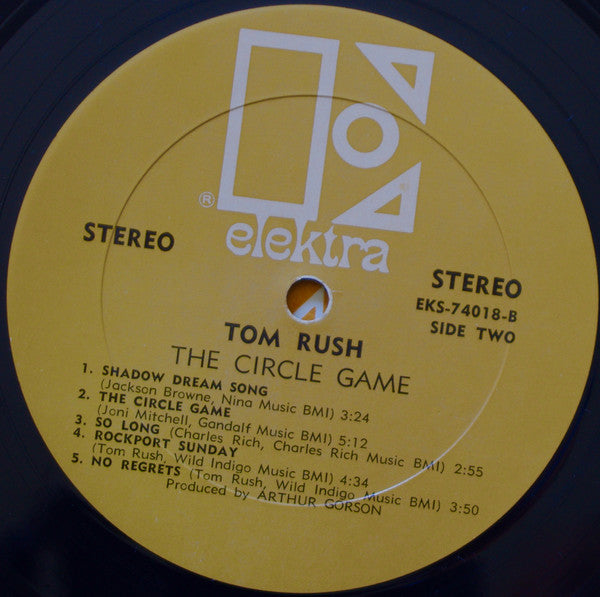 ®
elektra
STEREO
STEREO
EKS-74018-B
SIDE TWO
TOM RUSH
THE CIRCLE GAME
1. SHADOW DREAM SONG
(Jackson Browne, Nina Music BMI) 3:24
2. THE CIRCLE GAME
(Joni Mitchell, Gandalf Music BMI) 5:12
3. SO LONG (Charles Rich, Charles Rich Music BMI) 2:55
4. ROCKPORT SUNDAY
(Tom Rush, Wild Indigo Music BMI) 4:34
5. NO REGRETS (Tom Rush, Wild Indigo Music BMI) 3:50
Produced by ARTHUR GORSON